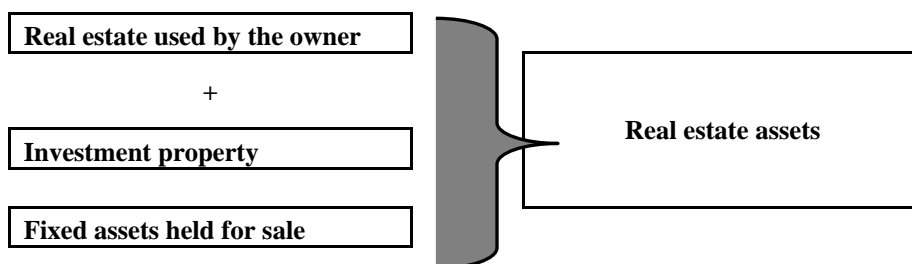 Real estate used by the owner
+
Investment property
Fixed assets held for sale
Real estate assets